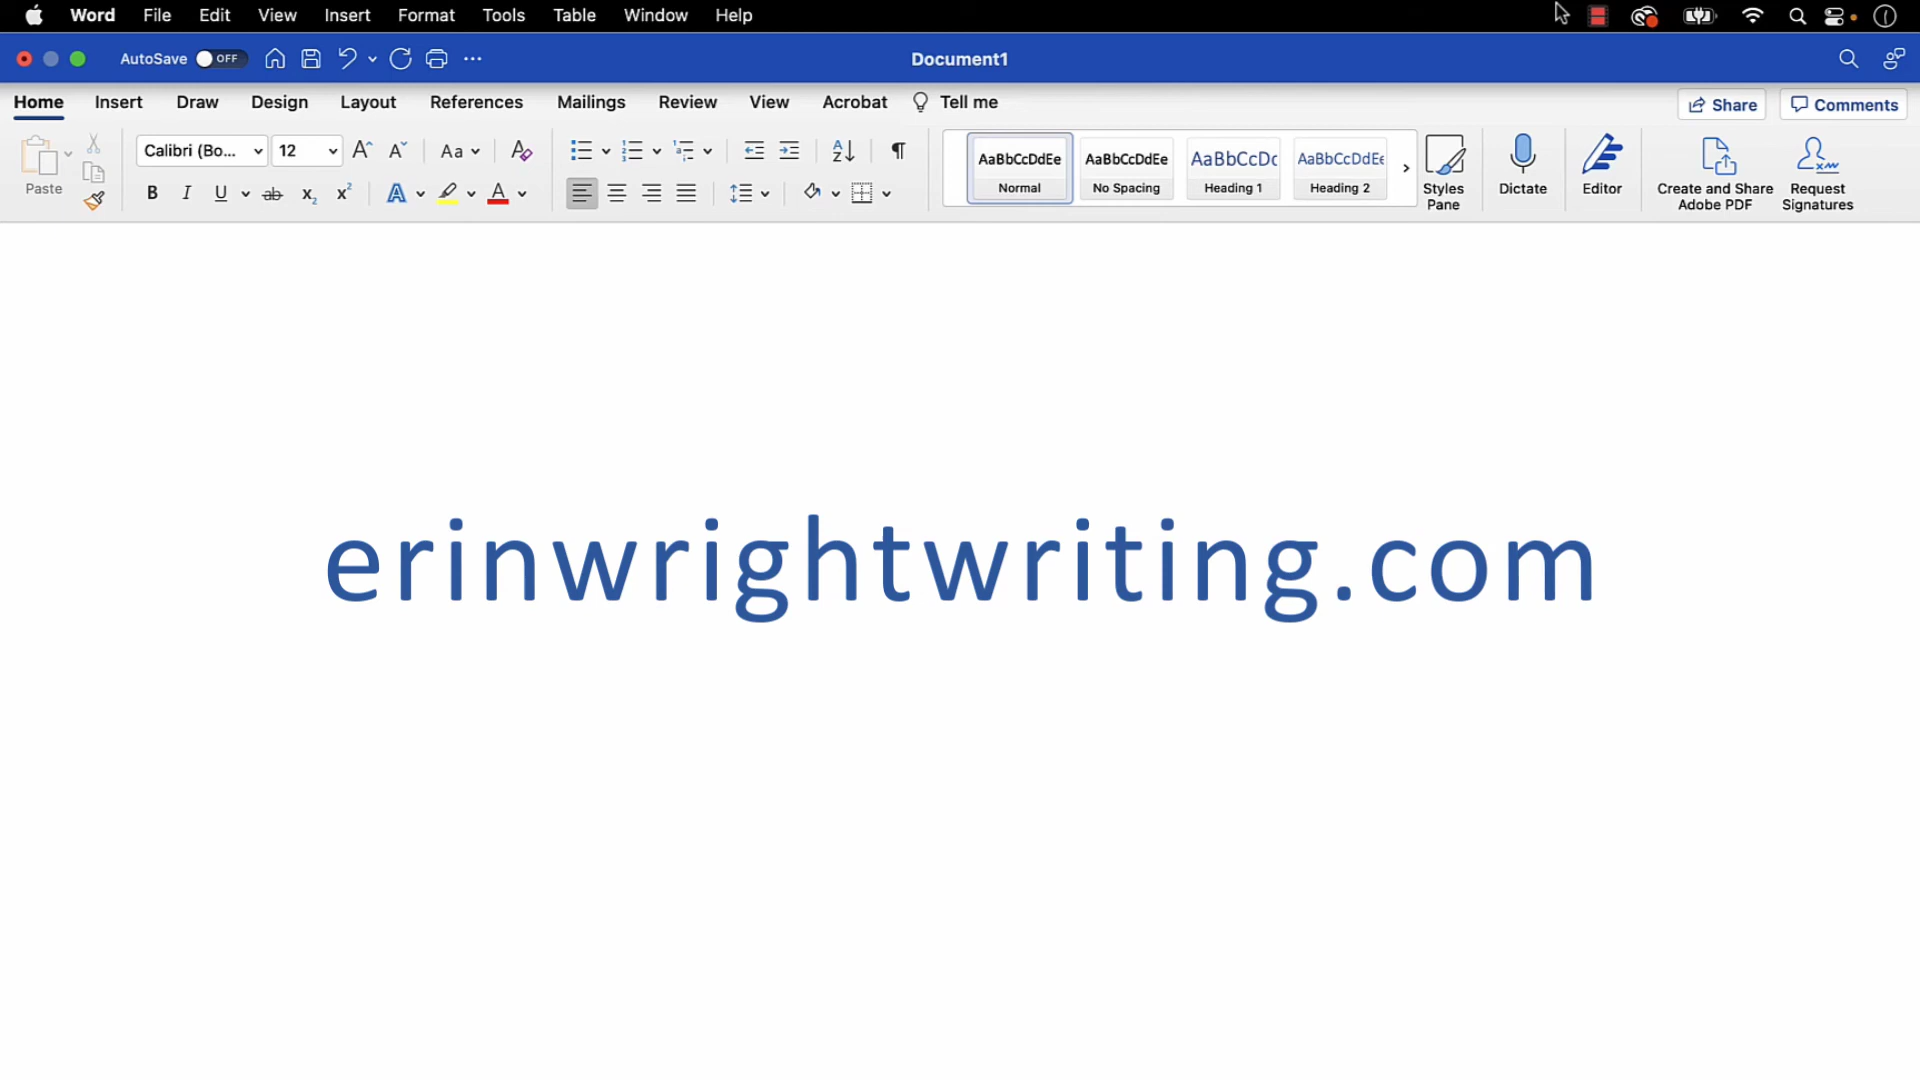 Word File Edit View Insert Format Tools Table Window Help
AutoSave OFF Document1
Home Insert Draw Design Layout References Mailings Review View Acrobat Tell me Share Comments
Paste Calibri (Bo... 12 Aa
AaBbCcDdEe AaBbCcDdEe AaBbCcDc AaBbCcDdEe
Normal No Spacing Heading 1 Heading 2
Styles Pane
Dictate
Editor
Create and Share Adobe PDF
Request Signatures
erinwrightwriting.com